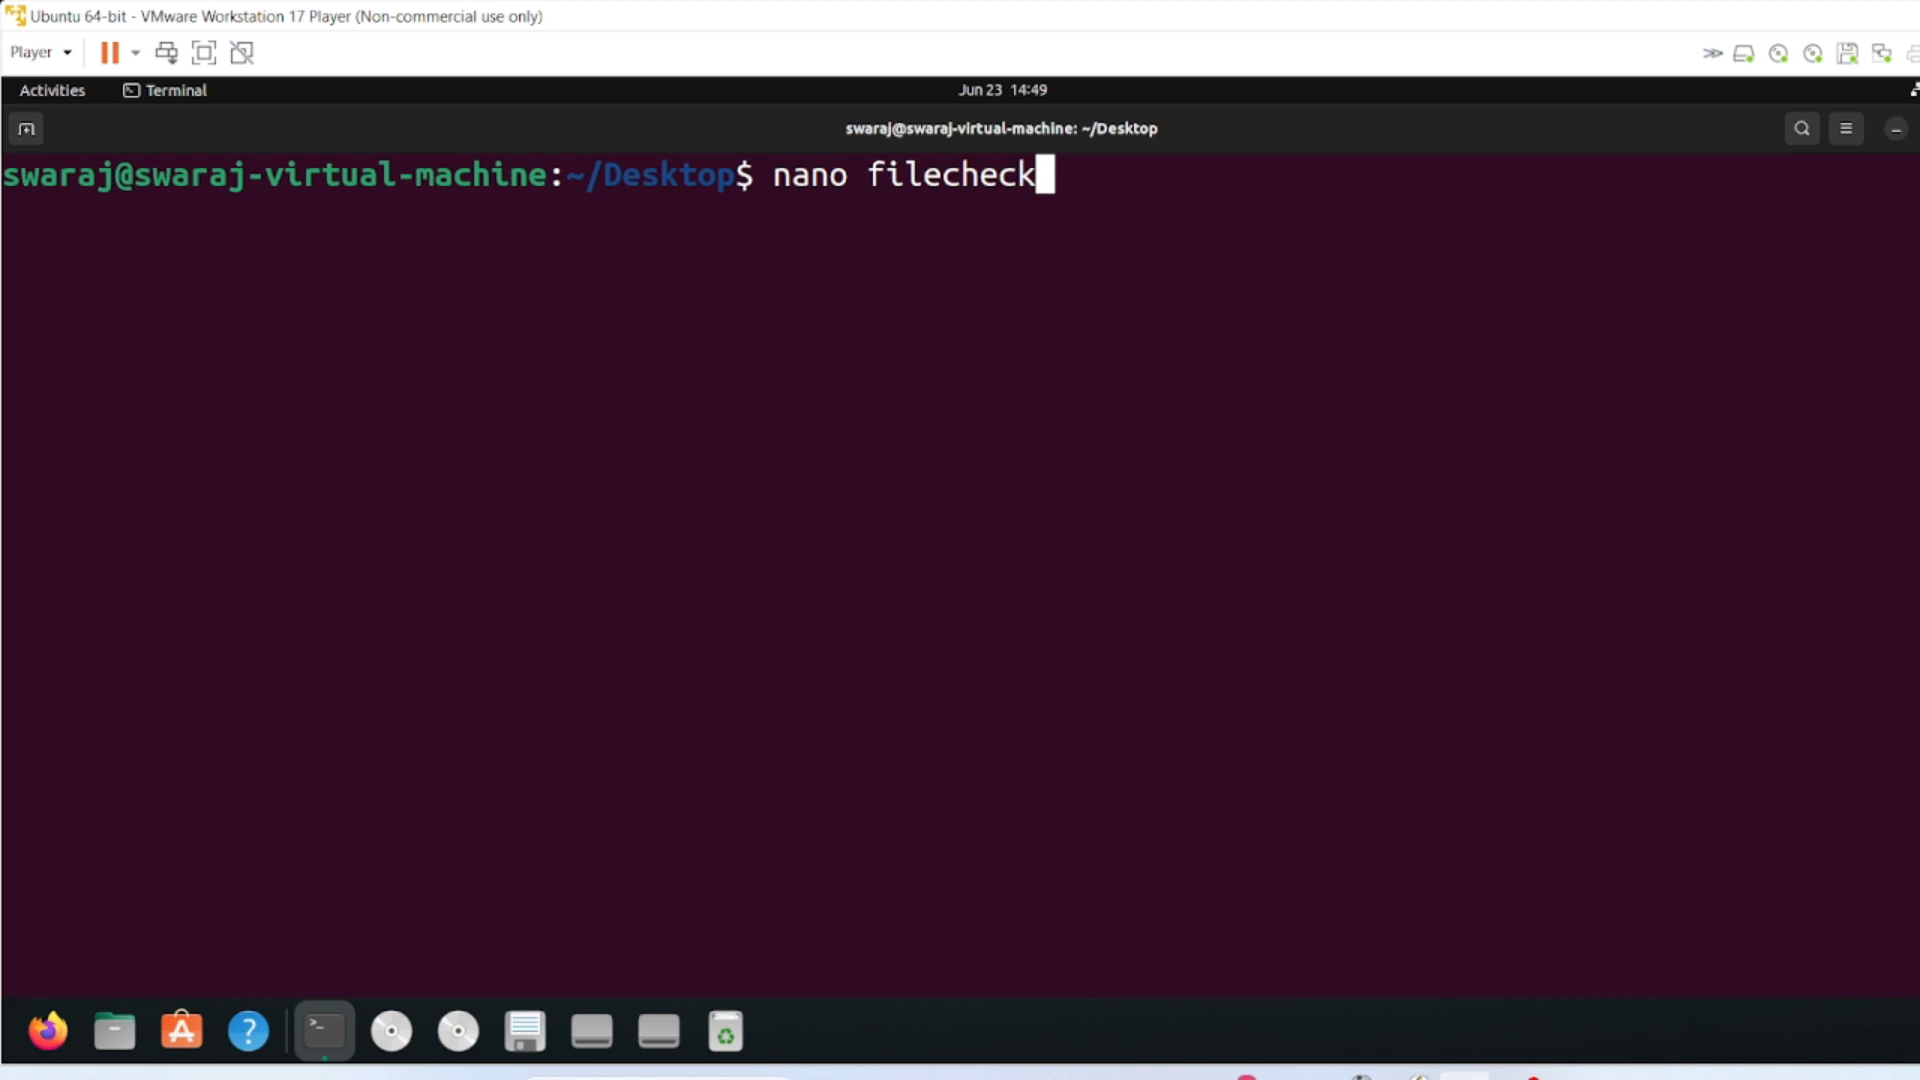 Ubuntu 64-bit - VMware Workstation 17 Player (Non-commercial use only)
Player
Activities
Terminal
Jun 23 14:49
swaraj@swaraj-virtual-machine: ~/Desktop
swaraj@swaraj-virtual-machine:~/Desktop$ nano filecheck